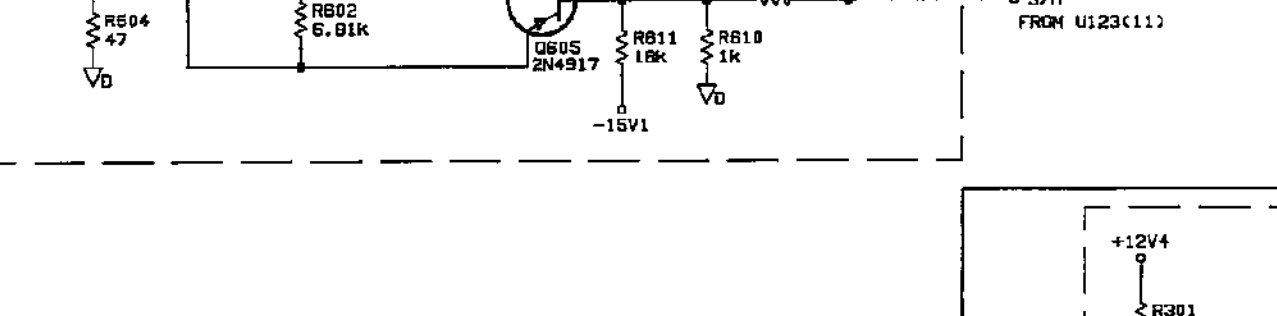 R604
47
D
R602
6.81k
Q605
2N4917
R611
18k
-15V1
R610
1k
D
FROM U123(11)
+12V4
R301